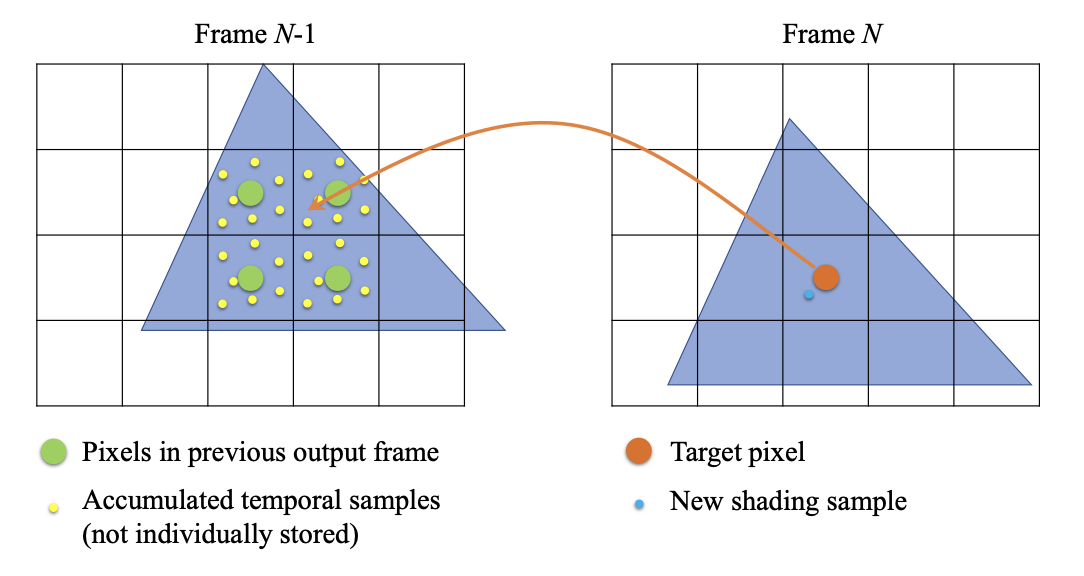 Frame N-1
Frame N
Pixels in previous output frame
Accumulated temporal samples
(not individually stored)
Target pixel
New shading sample